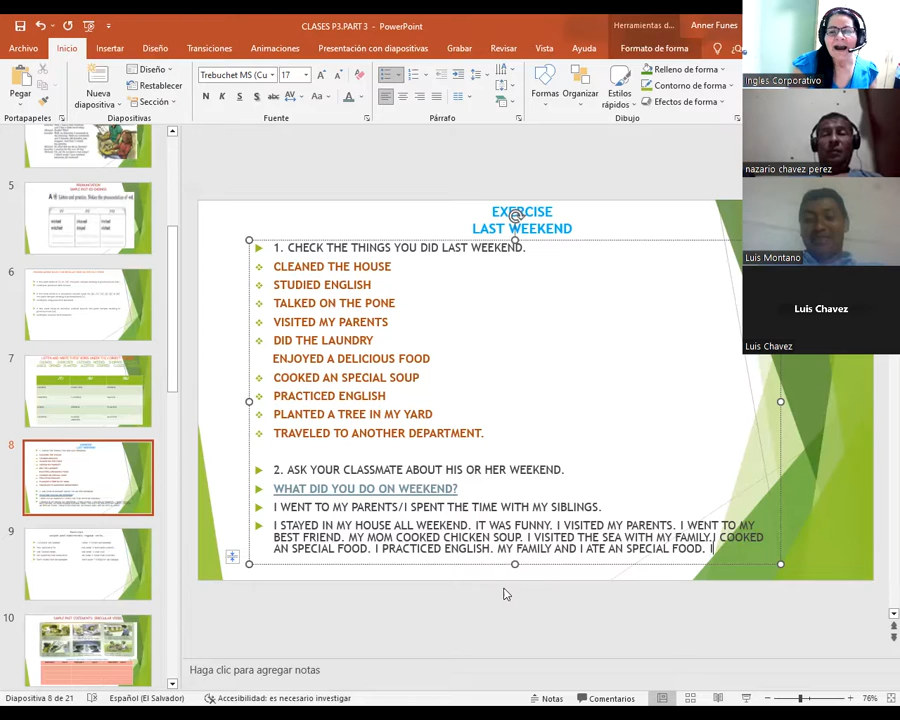 CLASES P3.PART 3 - PowerPoint
Herramientas d...
Anner Funes
Archivo
Inicio
Insertar
Diseño
Transiciones
Animaciones
Presentación con diapositivas
Grabar
Revisar
Vista
Ayuda
Formato de forma
Pegar
Nueva
diapositiva
Diseño
Restablecer
Sección
Trebuchet MS (Cu
17
N K S S abc AV Aa A
Formas
Organizar
Estilos
rápidos
Relleno de forma
Contorno de forma
Efectos de forma
Portapapeles
Diapositivas
Fuente
Párrafo
Dibujo
Ingles Corporativo
nazario chavez perez
Luis Montano
Luis Chavez
Luis Chavez
5
6
7
8
9
10
EXERCISE
LAST WEEKEND
1. CHECK THE THINGS YOU DID LAST WEEKEND.
CLEANED THE HOUSE
STUDIED ENGLISH
TALKED ON THE PONE
VISITED MY PARENTS
DID THE LAUNDRY
ENJOYED A DELICIOUS FOOD
COOKED AN SPECIAL SOUP
PRACTICED ENGLISH
PLANTED A TREE IN MY YARD
TRAVELED TO ANOTHER DEPARTMENT.
2. ASK YOUR CLASSMATE ABOUT HIS OR HER WEEKEND.
WHAT DID YOU DO ON WEEKEND?
I WENT TO MY PARENTS/I SPENT THE TIME WITH MY SIBLINGS.
I STAYED IN MY HOUSE ALL WEEKEND. IT WAS FUNNY. I VISITED MY PARENTS. I WENT TO MY
BEST FRIEND. MY MOM COOKED CHICKEN SOUP. I VISITED THE SEA WITH MY FAMILY.I COOKED
AN SPECIAL FOOD. I PRACTICED ENGLISH. MY FAMILY AND I ATE AN SPECIAL FOOD. I
Haga clic para agregar notas
Diapositiva 8 de 21
Español (El Salvador)
Accesibilidad: es necesario investigar
Notas
Comentarios
76%